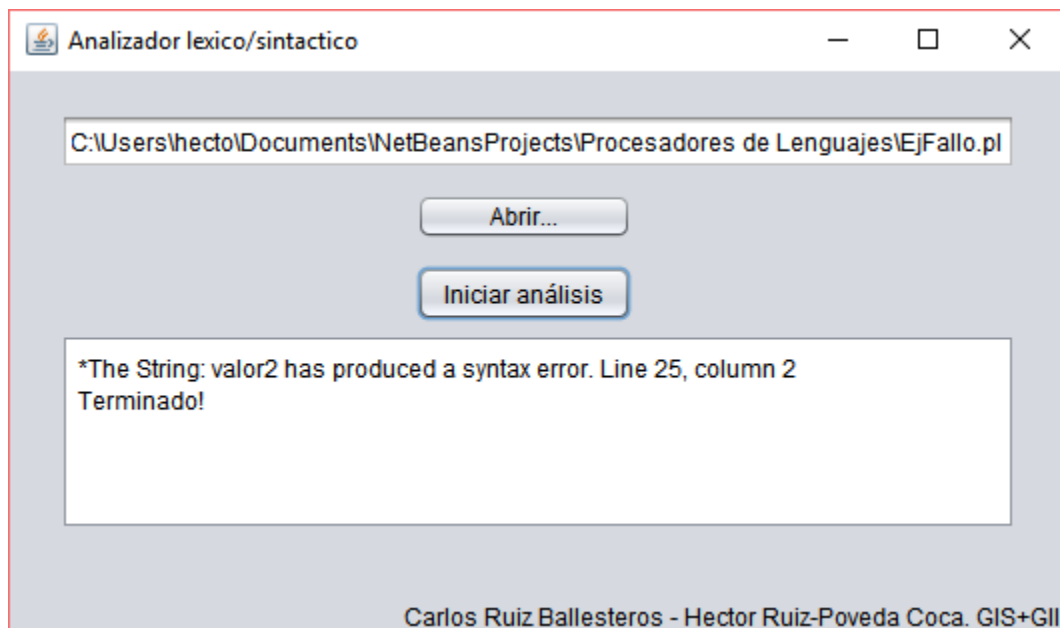 Analizador lexico/sintactico
C:\Users\hecto\Documents\NetBeansProjects\Procesadores de Lenguajes\EjFallo.pl
Abrir...
Iniciar análisis
*The String: valor2 has produced a syntax error. Line 25, column 2
Terminado!
Carlos Ruiz Ballesteros - Hector Ruiz-Poveda Coca. GIS+GII